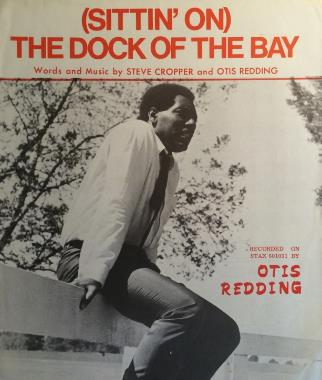 (SITTIN' ON)
THE DOCK OF THE BAY
Words and Music by STEVE CROPPER and OTIS REDDING
RECORDED ON
STAX 601031 BY
OTIS
REDDING